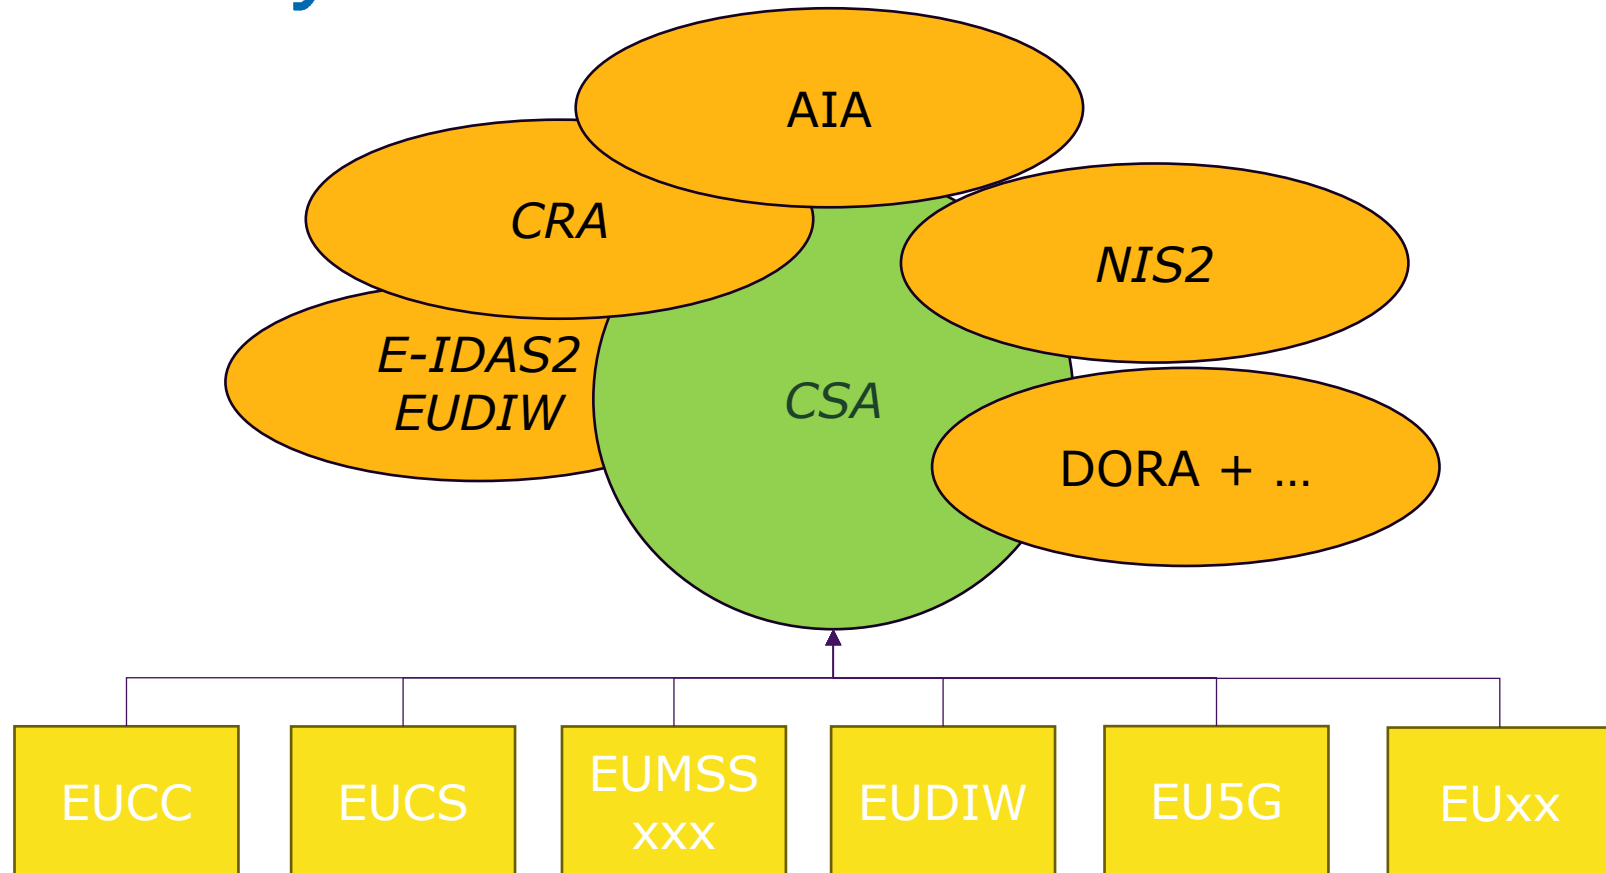 AIA
CRA
NIS2
E-IDAS2
EUDIW
CSA
DORA + ...
EUCC
EUCS
EUMSS
xxx
EUDIW
EU5G
EUxx